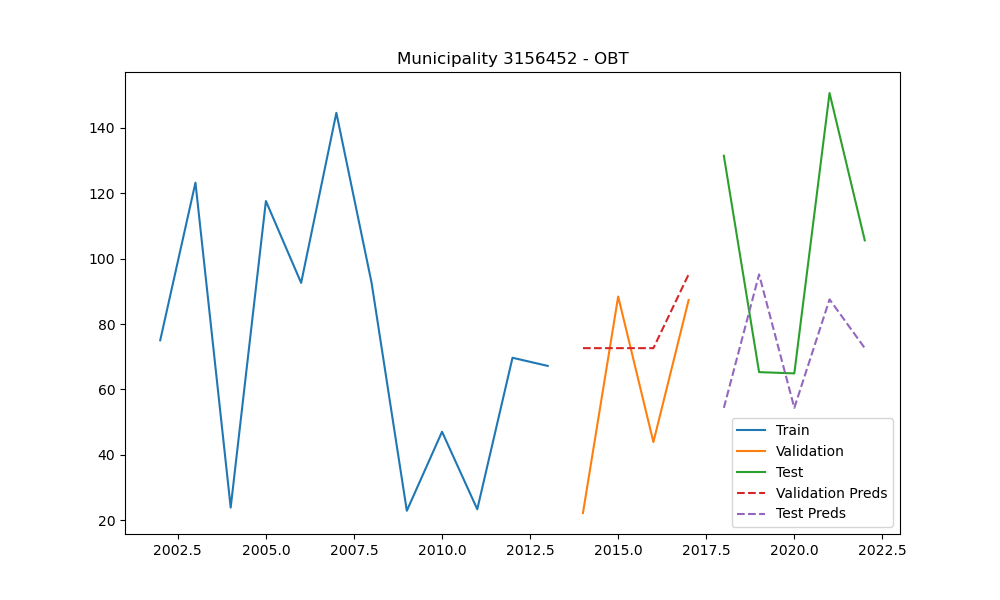 Municipality 3156452 - OBT
140
120
100
80
60
40
20
2002.5 2005.0 2007.5 2010.0 2012.5 2015.0 2017.5 2020.0 2022.5
Train
Validation
Test
Validation Preds
Test Preds